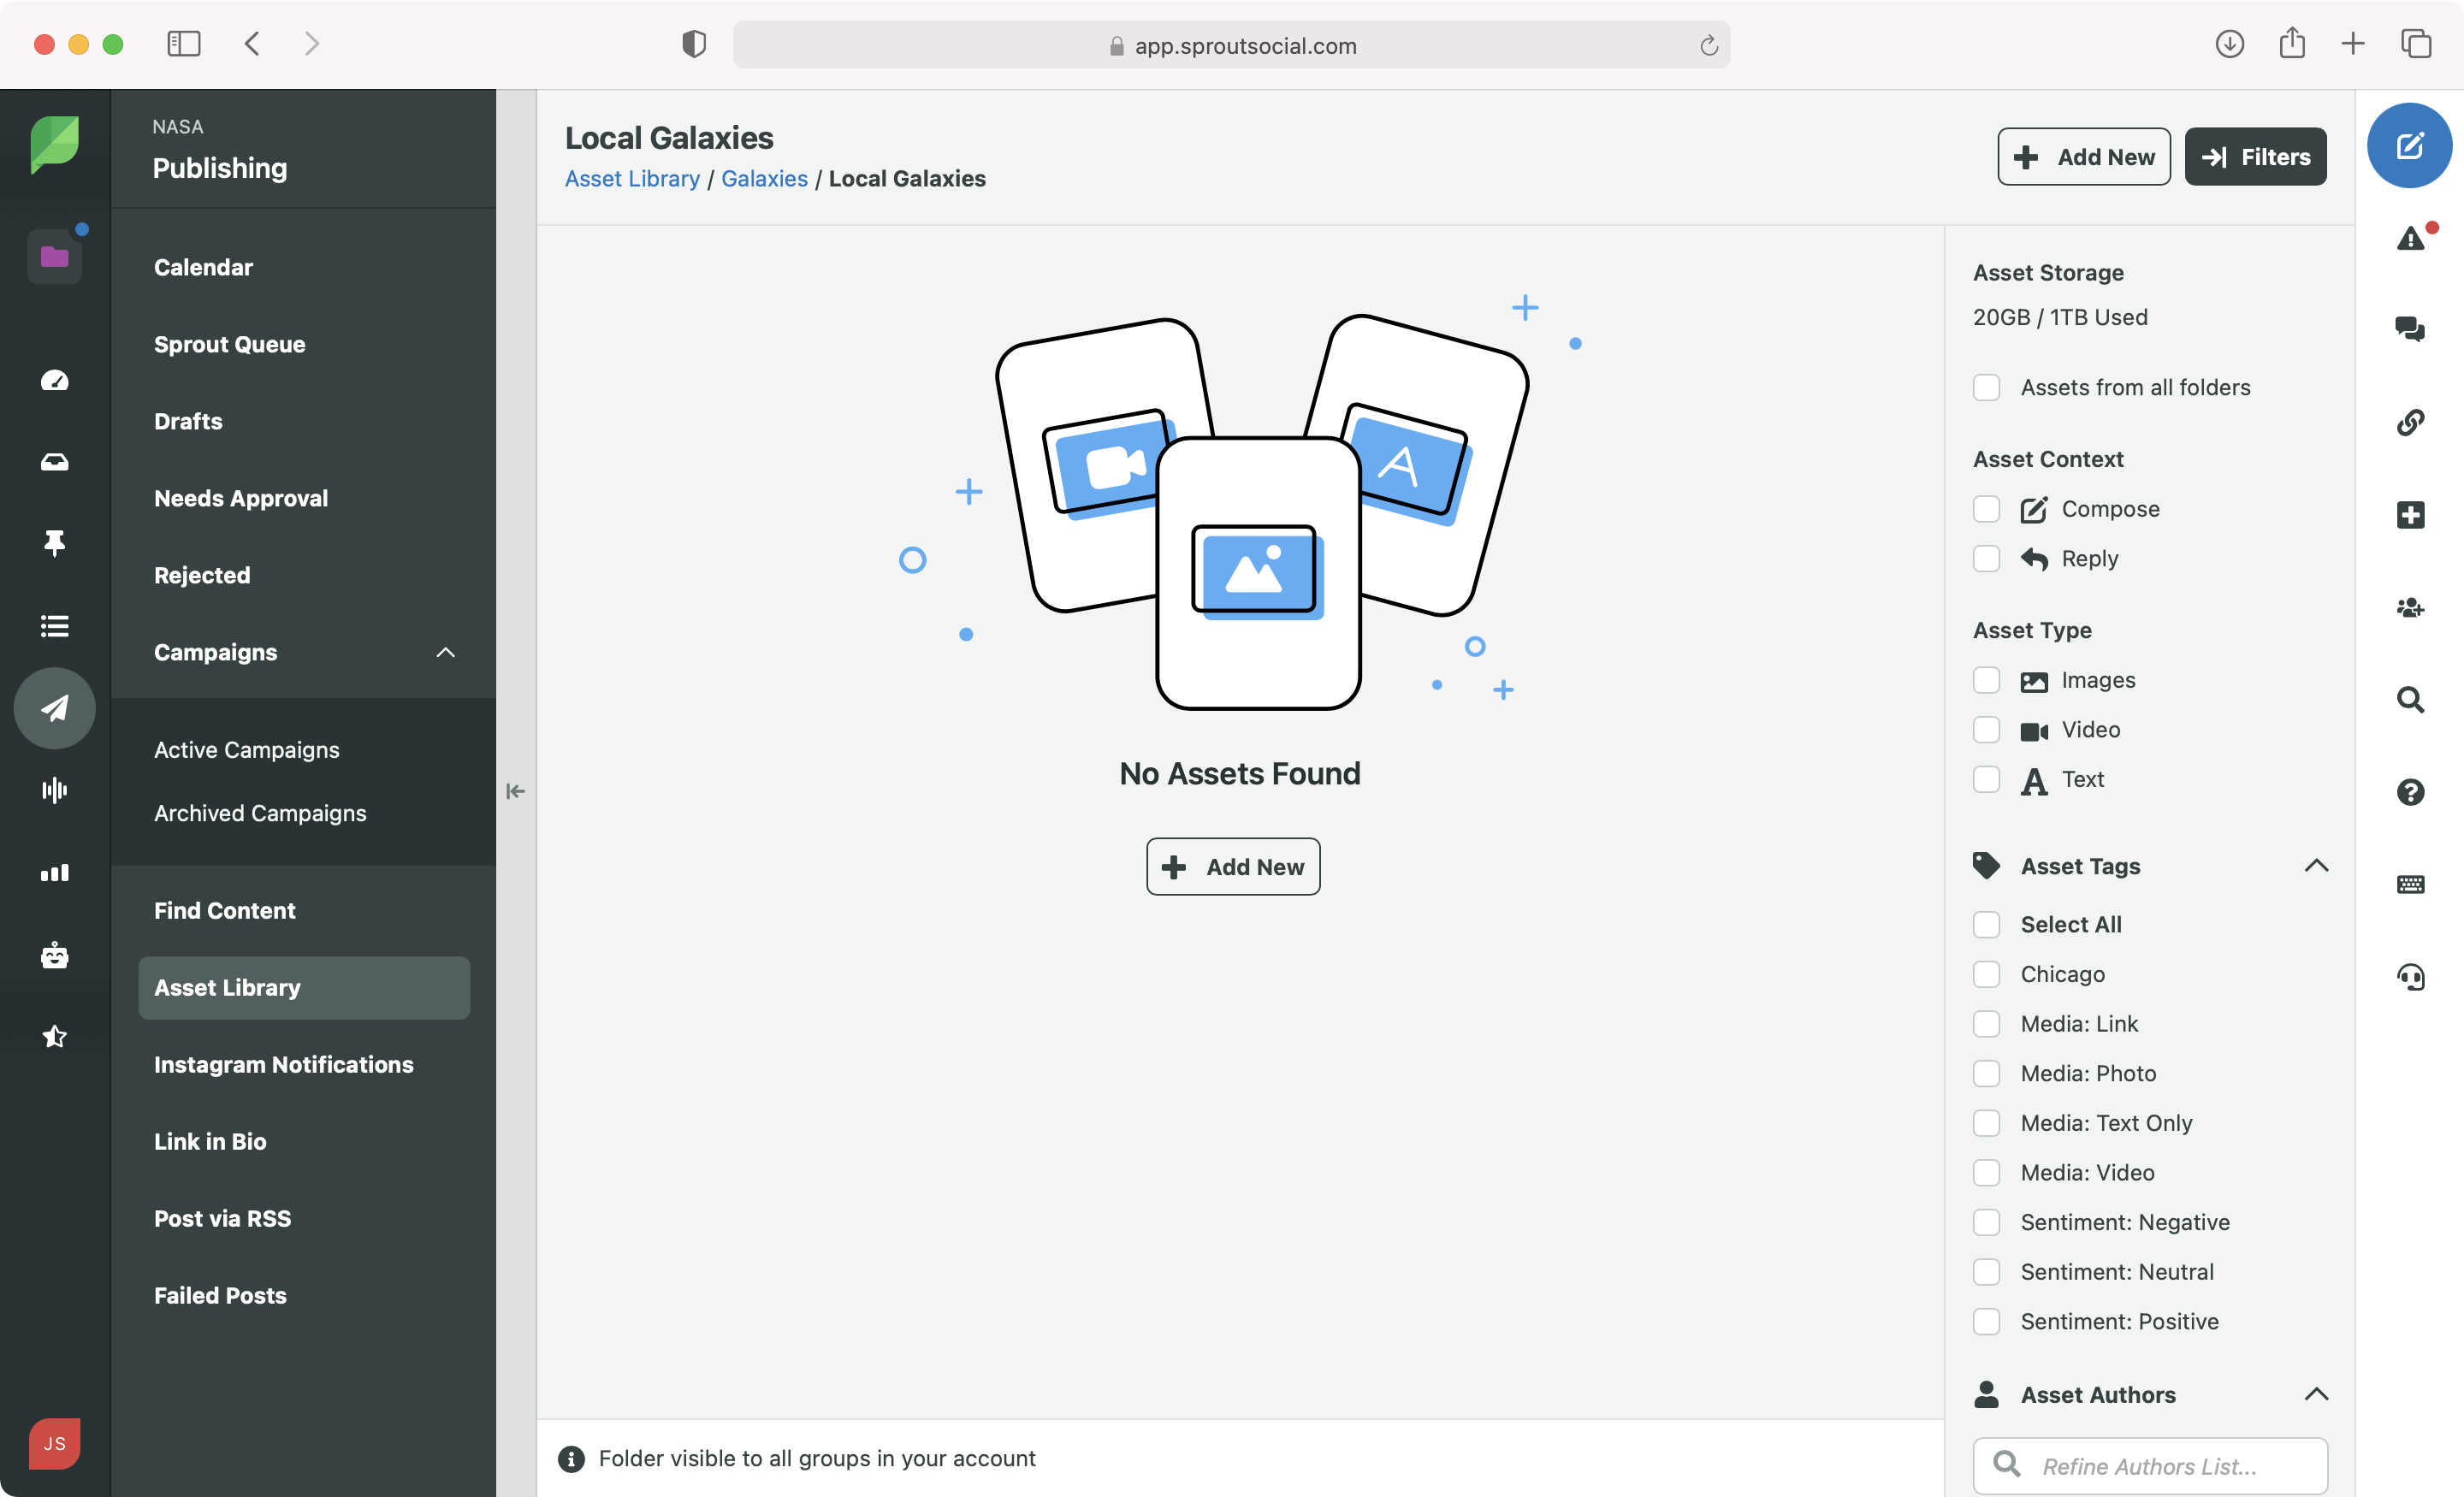 app.sproutsocial.com
NASA
Publishing
Calendar
Sprout Queue
Drafts
Needs Approval
Rejected
Campaigns
Active Campaigns
Archived Campaigns
Find Content
Asset Library
Instagram Notifications
Link in Bio
Post via RSS
Failed Posts
JS
Local Galaxies
Asset Library / Galaxies / Local Galaxies
Add New
Filters
No Assets Found
Add New
Folder visible to all groups in your account
Asset Storage
20GB / 1TB Used
Assets from all folders
Asset Context
Compose
Reply
Asset Type
Images
Video
Text
Asset Tags
Select All
Chicago
Media: Link
Media: Photo
Media: Text Only
Media: Video
Sentiment: Negative
Sentiment: Neutral
Sentiment: Positive
Asset Authors
Refine Authors List...